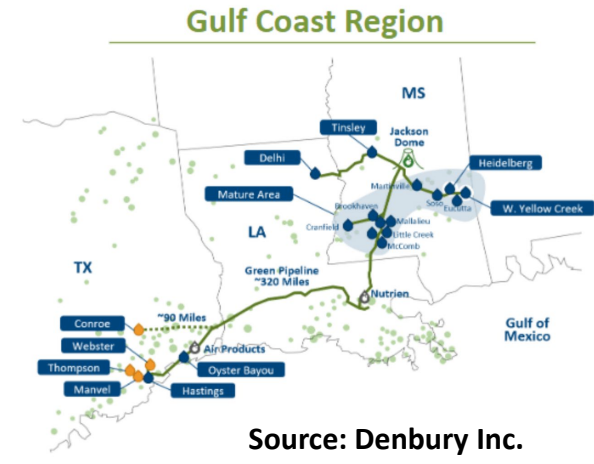 Gulf Coast Region
MS
Tinsley
Jackson
Dome
Delhi
Heidelberg
Martinville
Mature Area
Soso
Eucutta
W. Yellow Creek
Brookhaven
Cranfield
Mallalieu
Little Creek
McComb
LA
TX
Green Pipeline
~320 Miles
Nutrien
Conroe
~90 Miles
Gulf of
Mexico
Webster
Air Products
Thompson
Oyster Bayou
Manvel
Hastings
Source: Denbury Inc.